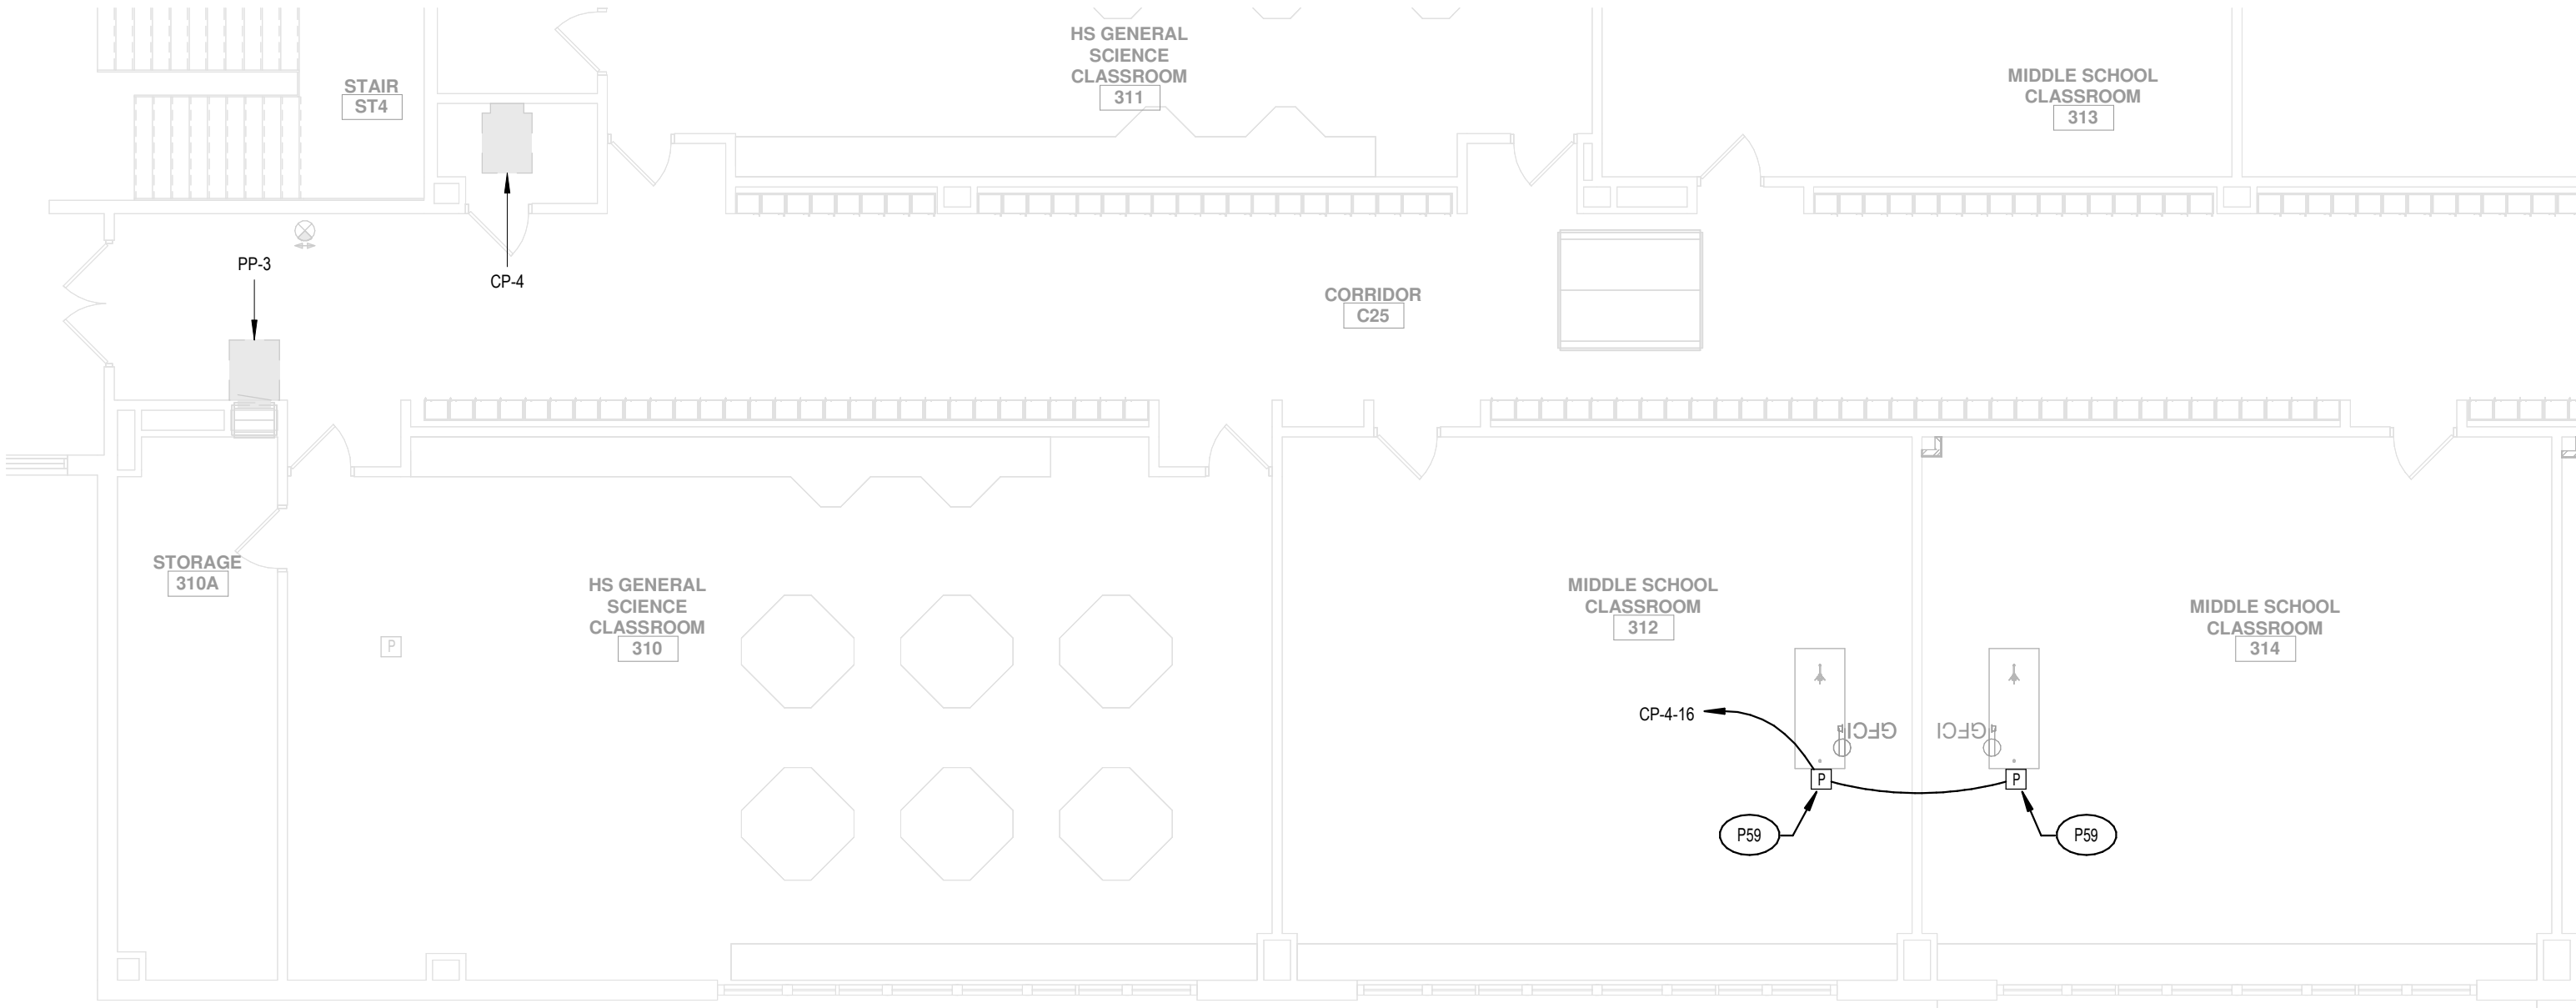 HS GENERAL
SCIENCE
CLASSROOM
311
STAIR
ST4
MIDDLE SCHOOL
CLASSROOM
313
PP-3
CP-4
CORRIDOR
C25
STORAGE
310A
HS GENERAL
SCIENCE
CLASSROOM
310
P
MIDDLE SCHOOL
CLASSROOM
312
MIDDLE SCHOOL
CLASSROOM
314
CP-4-16
GFCI
GFCI
P
P
P59
P59